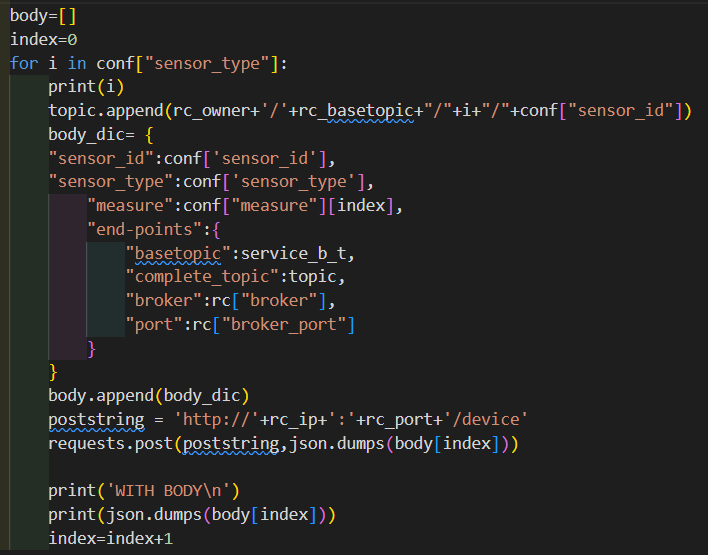 body=[]
index=0
for i in conf["sensor_type"]:
    print(i)
    topic.append(rc_owner+'/'+rc_basetopic+"/"+i+"/"+conf["sensor_id"])
    body_dic= {
    "sensor_id":conf['sensor_id'],
    "sensor_type":conf['sensor_type'],
        "measure":conf["measure"][index],
        "end-points":{
            "basetopic":service_b_t,
            "complete_topic":topic,
            "broker":rc["broker"],
            "port":rc["broker_port"]
        }
    }
    body.append(body_dic)
    poststring = 'http://'+rc_ip+':'+rc_port+'/device'
    requests.post(poststring,json.dumps(body[index]))

    print('WITH BODY\n')
    print(json.dumps(body[index]))
    index=index+1